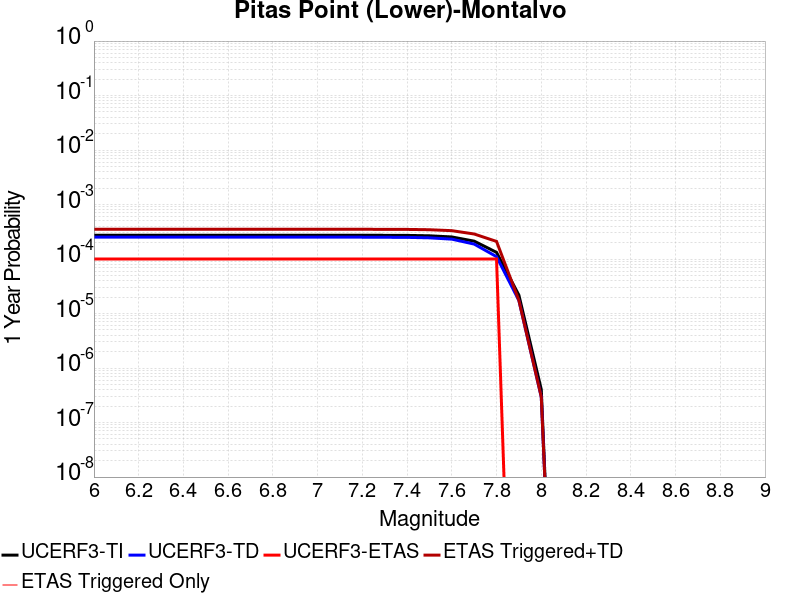 Pitas Point (Lower)-Montalvo
10^0
10^-1
10^-2
10^-3
10^-4
10^-5
10^-6
10^-7
10^-8
1 Year Probability
6 6.2 6.4 6.6 6.8 7 7.2 7.4 7.6 7.8 8 8.2 8.4 8.6 8.8 9
Magnitude
UCERF3-TI UCERF3-TD UCERF3-ETAS ETAS Triggered+TD
ETAS Triggered Only